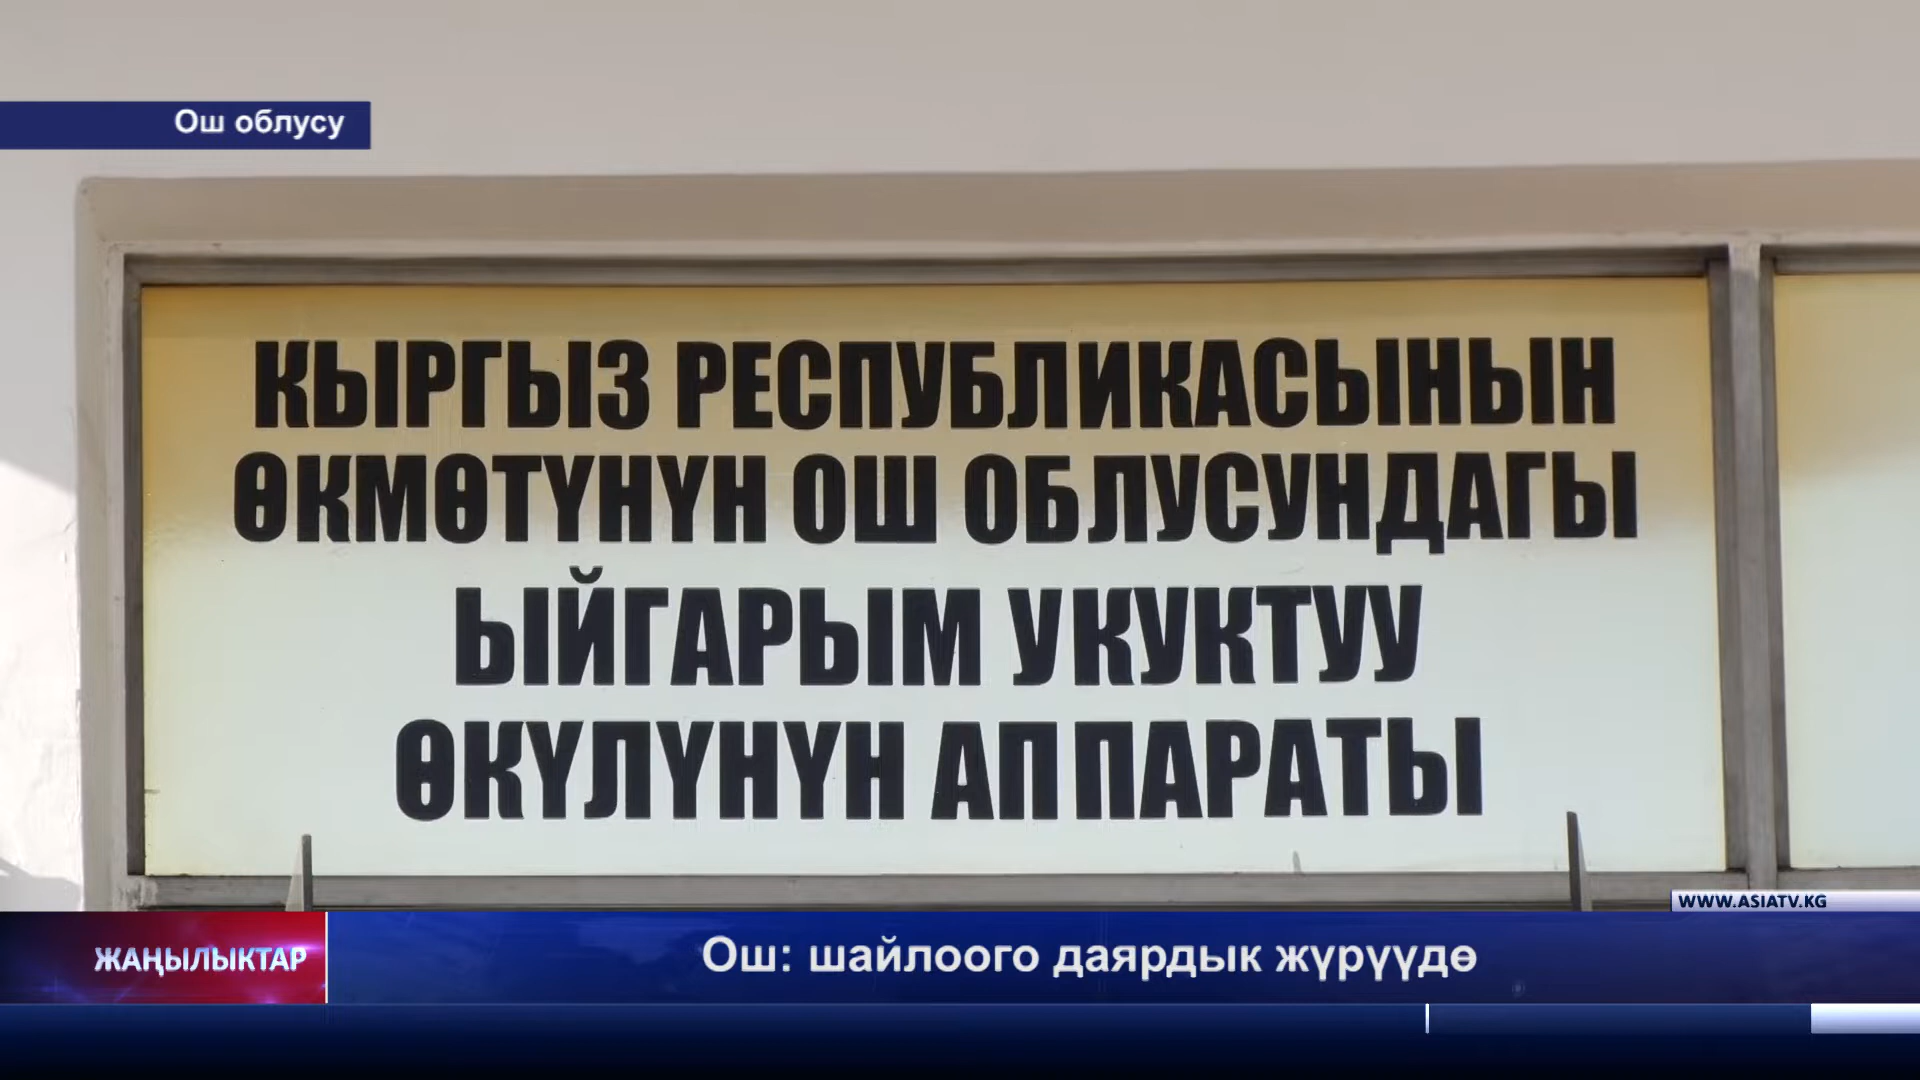 Ош облусу
КЫРГЫЗ РЕСПУБЛИКАСЫНЫН
ӨКМӨТҮНҮН ОШ ОБЛУСУНДАГЫ
ЫЙГАРЫМ УКУКТУУ
ӨКҮЛҮНҮН АППАРАТЫ
WWW.ASIATV.KG
ЖАҢЫЛЫКТАР
Ош: шайлоого даярдык жүрүүдө